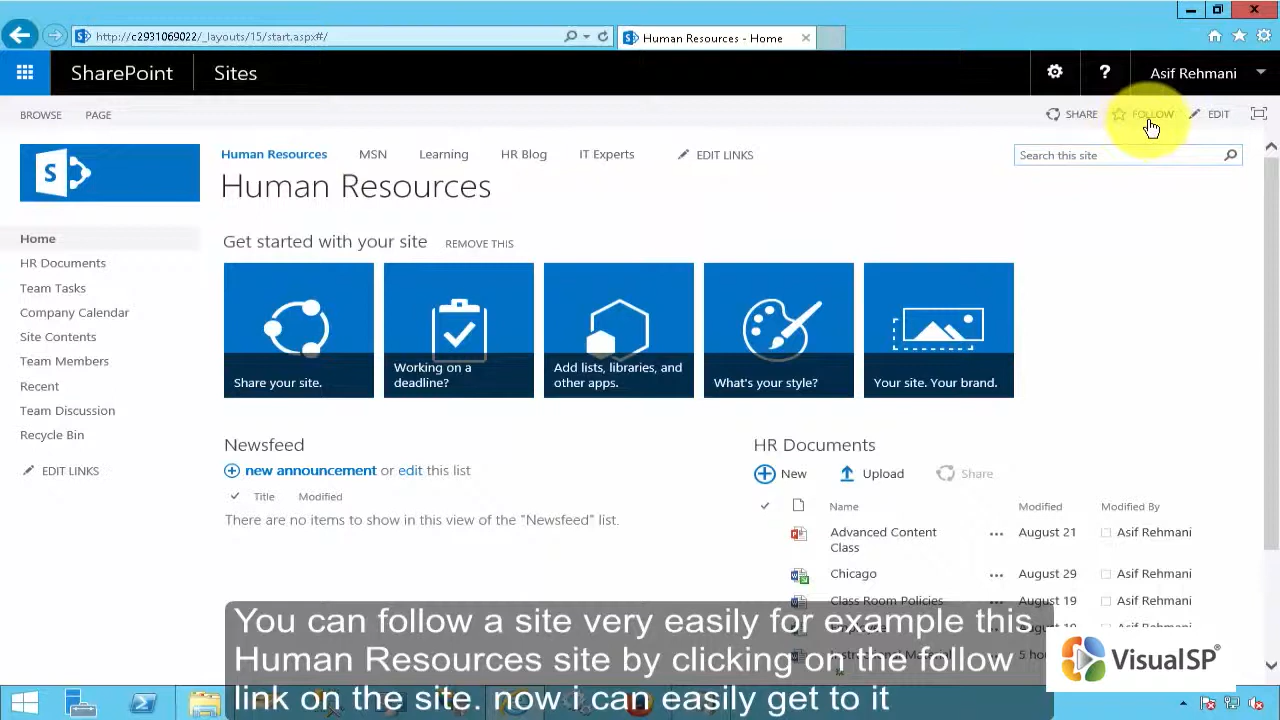 http://c2931069022/_layouts/15/start.aspx#/
Human Resources - Home
SharePoint
Sites
?
Asif Rehmani
BROWSE
PAGE
SHARE
FOLLOW
EDIT
Human Resources
MSN
Learning
HR Blog
IT Experts
EDIT LINKS
Search this site
Human Resources
Home
HR Documents
Team Tasks
Company Calendar
Site Contents
Team Members
Recent
Team Discussion
Recycle Bin
EDIT LINKS
Get started with your site REMOVE THIS
Share your site.
Working on a
deadline?
Add lists, libraries, and
other apps.
What's your style?
Your site. Your brand.
Newsfeed
new announcement or edit this list
Title Modified
There are no items to show in this view of the "Newsfeed" list.
HR Documents
New Upload Share
Name Modified Modified By
Advanced Content
Class
August 21 Asif Rehmani
Chicago August 29 Asif Rehmani
Class Room Policies August 19 Asif Rehmani
You can follow a site very easily for example this
Human Resources site by clicking on the follow
link on the site. now i can easily get to it
VisualSP